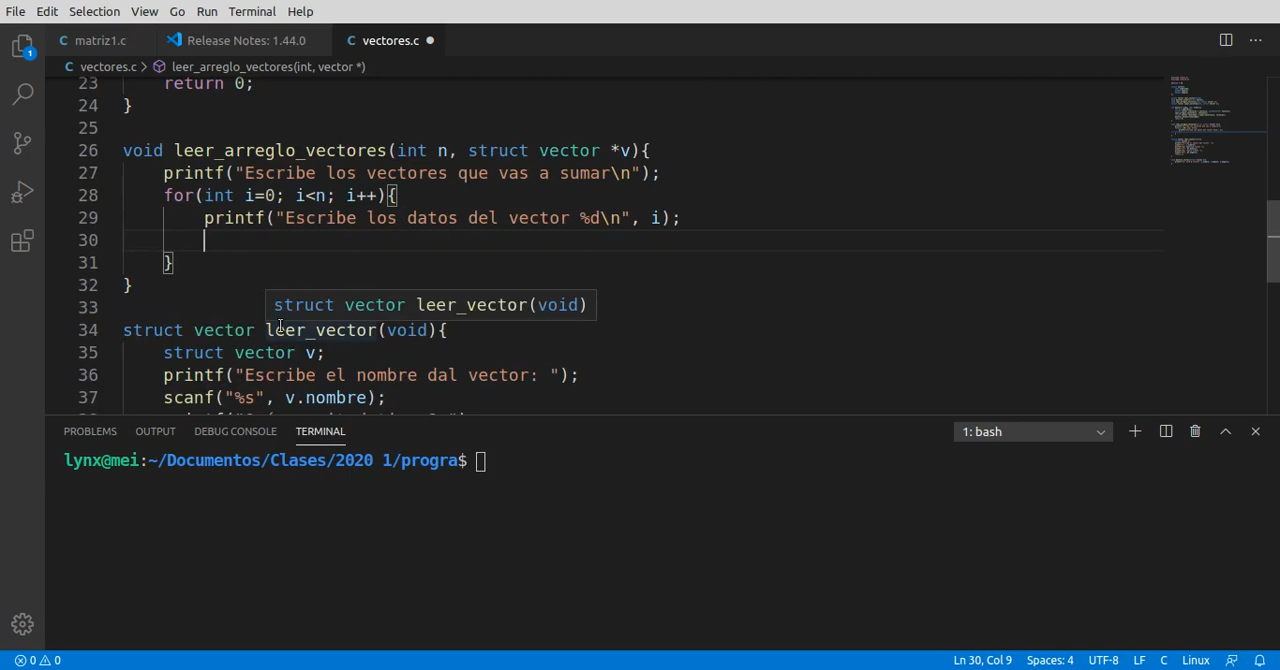 File Edit Selection View Go Run Terminal Help
1
matriz1.c
Release Notes: 1.44.0
vectores.c
vectores.c > leer_arreglo_vectores(int, vector *)
23 return 0;
24 }
25
26 void leer_arreglo_vectores(int n, struct vector *v){
27 printf("Escribe los vectores que vas a sumar\n");
28 for(int i=0; i<n; i++){
29 printf("Escribe los datos del vector %d\n", i);
30
31 }
32 }
33
struct vector leer_vector(void)
34 struct vector leer_vector(void){
35 struct vector v;
36 printf("Escribe el nombre dal vector: ");
37 scanf("%s", v.nombre);
PROBLEMS OUTPUT DEBUG CONSOLE TERMINAL
1: bash
lynx@mei:~/Documentos/Clases/2020 1/progra$
0 0
Ln 30, Col 9 Spaces: 4 UTF-8 LF C Linux